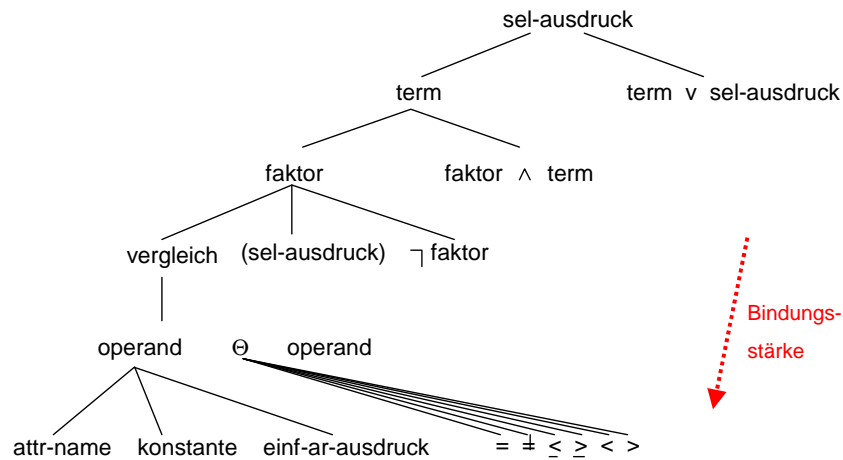 sel-ausdruck
term term v sel-ausdruck
faktor faktor ∧ term
vergleich (sel-ausdruck) ¬ faktor
Bindungs-
operand Θ operand stärke
attr-name konstante einf-ar-ausdruck = ≠ ≤ ≥ < >